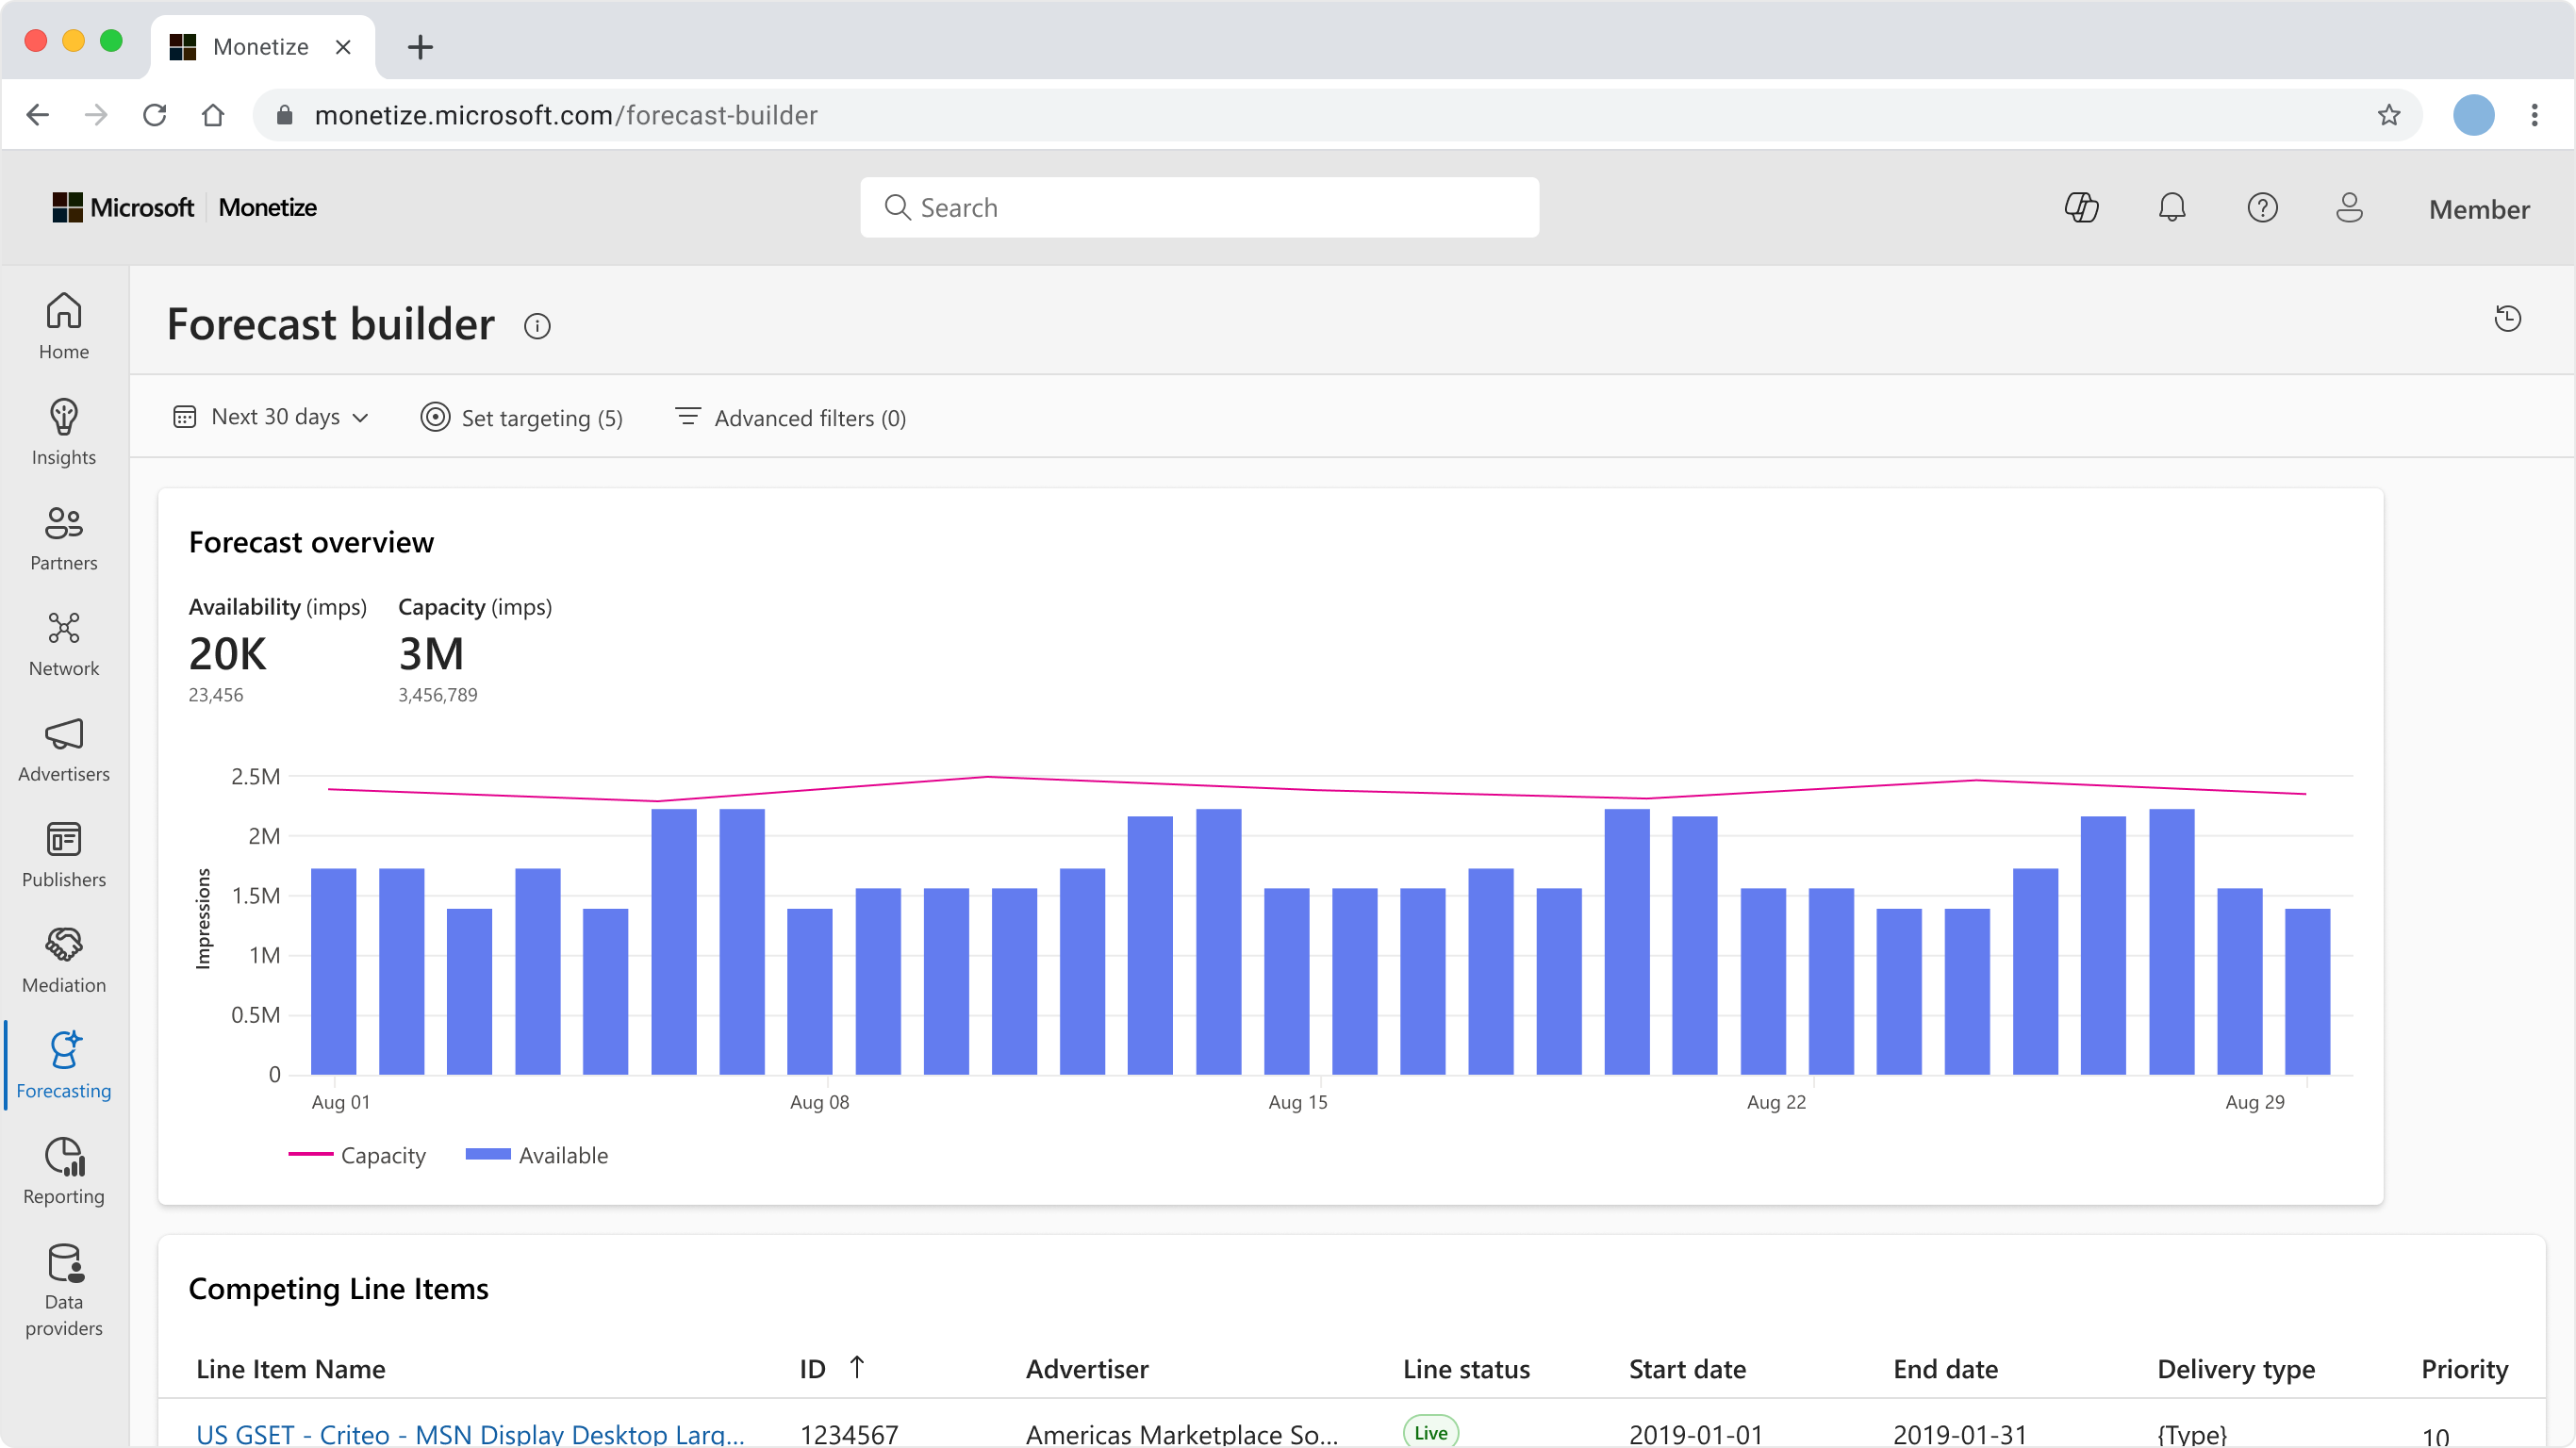 Monetize
monetize.microsoft.com/forecast-builder
Microsoft Monetize
Search
Member
Home
Insights
Partners
Network
Advertisers
Publishers
Mediation
Forecasting
Reporting
Data
providers
Forecast builder
Next 30 days
Set targeting (5)
Advanced filters (0)
Forecast overview
Availability (imps) Capacity (imps)
20K 3M
23,456 3,456,789
2.5M
2M
1.5M
1M
0.5M
0
Impressions
Aug 01 Aug 08 Aug 15 Aug 22 Aug 29
Capacity Available
Competing Line Items
Line Item Name ID Advertiser Line status Start date End date Delivery type Priority
US GSET - Criteo - MSN Display Desktop Larg... 1234567 Americas Marketplace So... Live 2019-01-01 2019-01-31 {Type} 10